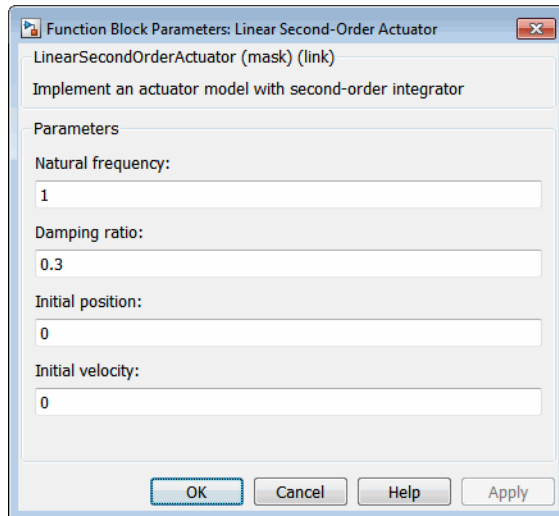 Function Block Parameters: Linear Second-Order Actuator
LinearSecondOrderActuator (mask) (link)
Implement an actuator model with second-order integrator
Parameters
Natural frequency:
1
Damping ratio:
0.3
Initial position:
0
Initial velocity:
0
OK Cancel Help Apply